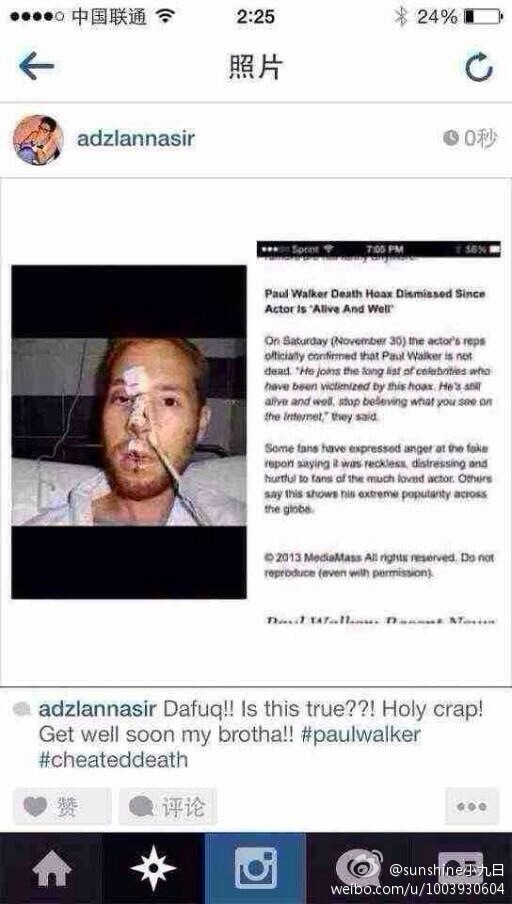 中国联通
2:25
24%
照片
adzlannasir
0秒
Sprint
7:05 PM
56%
Paul Walker Death Hoax Dismissed Since
Actor Is 'Alive And Well'
On Saturday (November 30) the actor's reps
officially confirmed that Paul Walker is not
dead. "He joins the long list of celebrities who
have been victimized by this hoax. He's still
alive and well, stop believing what you see on
the Internet," they said.
Some fans have expressed anger at the fake
report saying it was reckless, distressing and
hurtful to fans of the much loved actor. Others
say this shows his extreme popularity across
the globe.
© 2013 MediaMass All rights reserved. Do not
reproduce (even with permission).
adzlannasir Dafuq!! Is this true??! Holy crap!
Get well soon my brotha!! #paulwalker
#cheateddeath
赞
评论
@sunshine小九日
weibo.com/u/1003930604